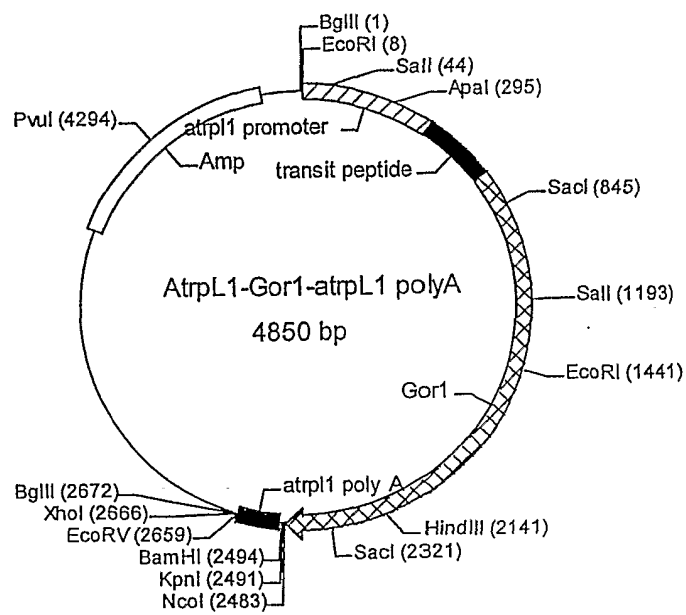 BglII (1)
EcoRI (8)
SalI (44)
ApaI (295)
PvuI (4294)
atrpl1 promoter
Amp
transit peptide
SacI (845)
AtrpL1-Gor1-atrpL1 polyA
4850 bp
SalI (1193)
EcoRI (1441)
Gor1
atrpl1 poly A
BglII (2672)
XhoI (2666)
EcoRV (2659)
HindIII (2141)
BamHI (2494)
SacI (2321)
KpnI (2491)
NcoI (2483)